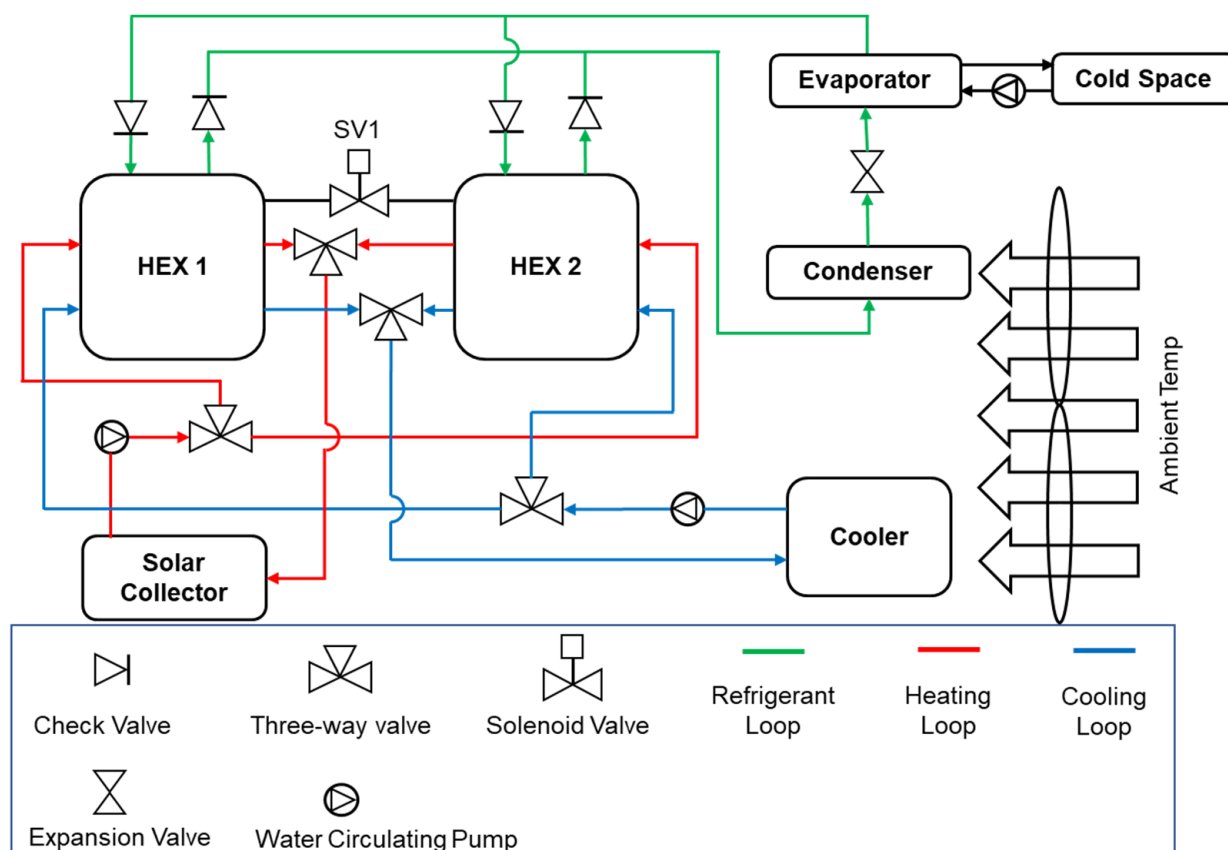 Evaporator
Cold Space
SV1
HEX 1
HEX 2
Condenser
Ambient Temp
Solar
Collector
Cooler
Check Valve
Three-way valve
Solenoid Valve
Refrigerant
Loop
Heating
Loop
Cooling
Loop
Expansion Valve
Water Circulating Pump